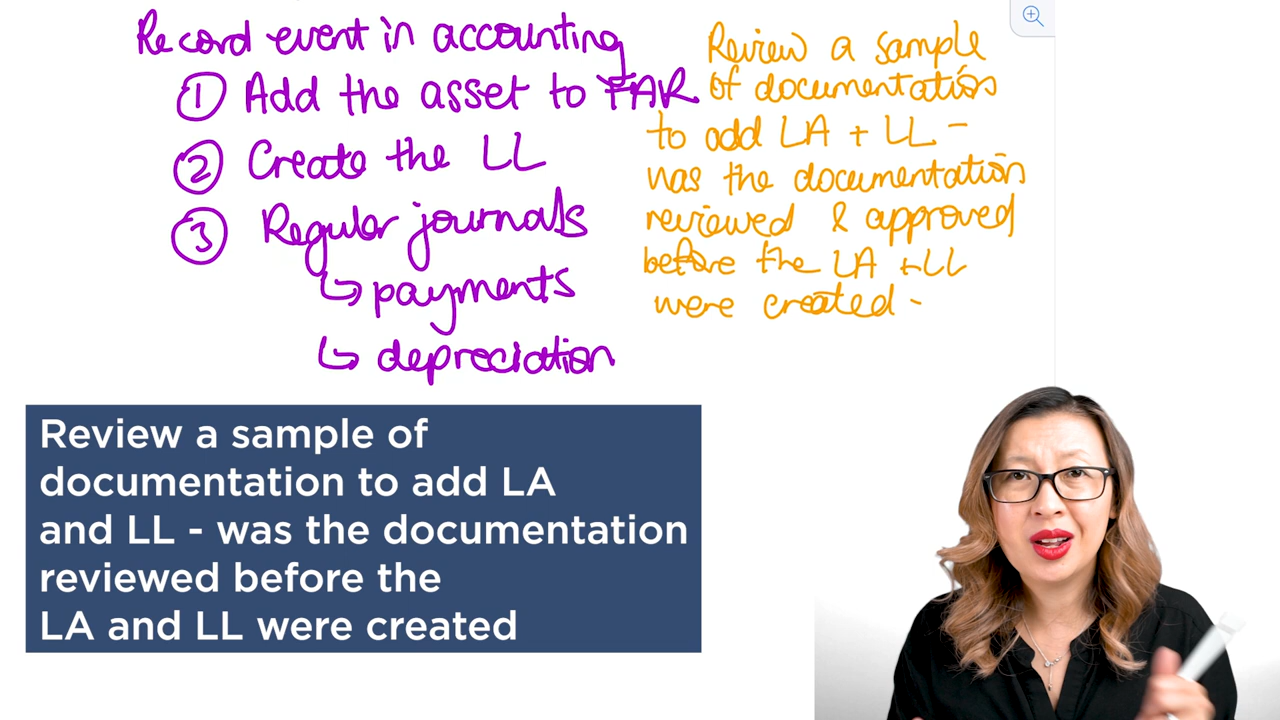 Record event in accounting
① Add the asset to FAR
② Create the LL
③ Regular journals
↳ payments
↳ depreciation
Review a sample
of documentation
to add LA + LL -
was the documentation
reviewed & approved
before the LA + LL
were created -
Review a sample of
documentation to add LA
and LL - was the documentation
reviewed before the
LA and LL were created